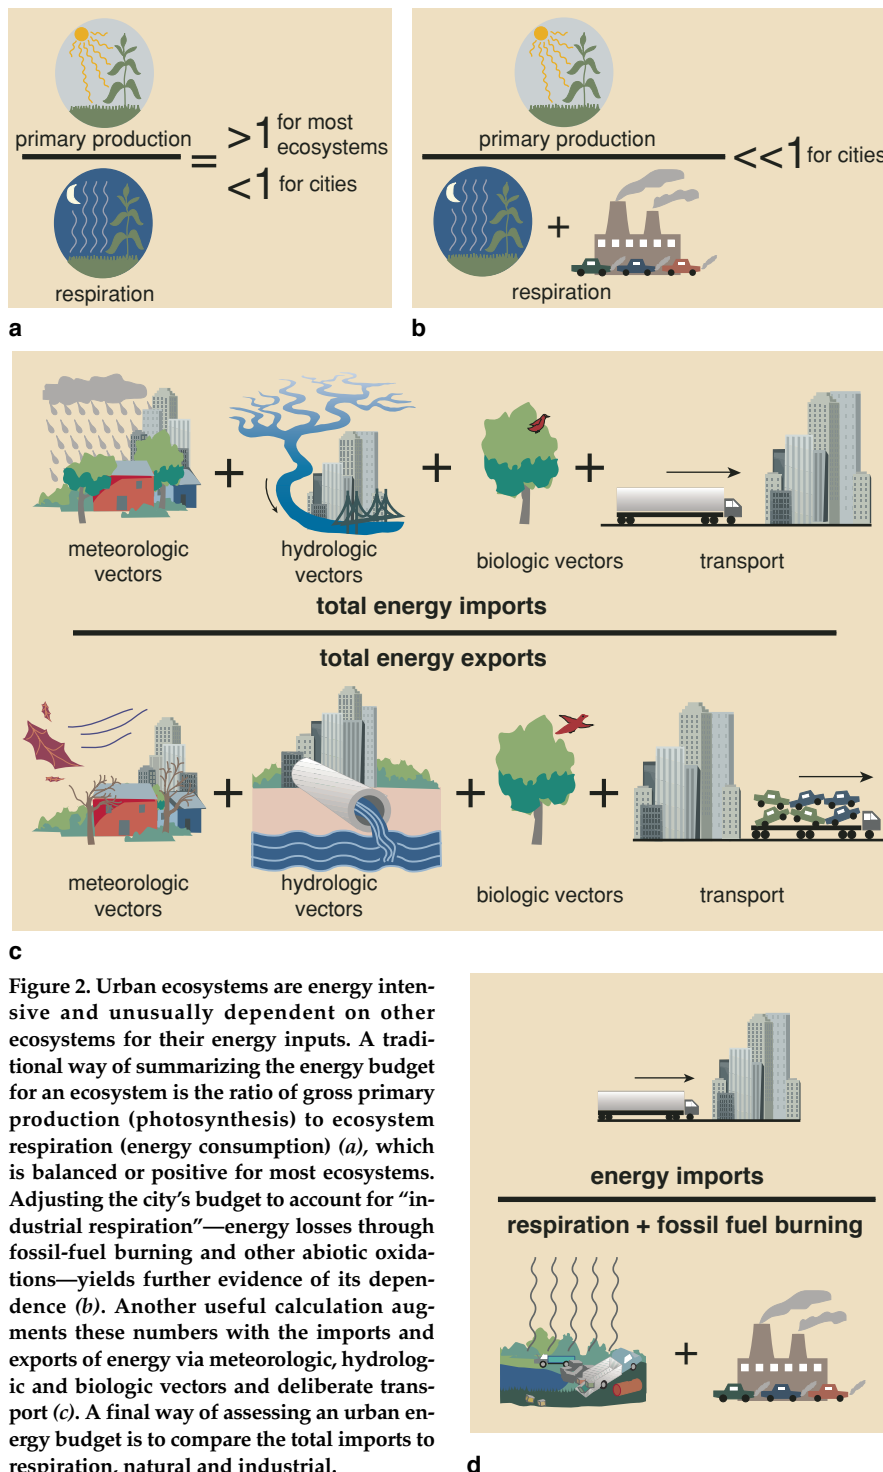 primary production
respiration
=
>1 for most
ecosystems
<1 for cities
a
primary production
+
respiration
<<1 for cities
b
+
+
+
meteorologic
vectors
hydrologic
vectors
biologic vectors
transport
total energy imports
total energy exports
+
+
+
meteorologic
vectors
hydrologic
vectors
biologic vectors
transport
c
Figure 2. Urban ecosystems are energy inten-
sive and unusually dependent on other
ecosystems for their energy inputs. A tradi-
tional way of summarizing the energy budget
for an ecosystem is the ratio of gross primary
production (photosynthesis) to ecosystem
respiration (energy consumption) (a), which
is balanced or positive for most ecosystems.
Adjusting the city’s budget to account for “in-
dustrial respiration”—energy losses through
fossil-fuel burning and other abiotic oxida-
tions—yields further evidence of its depen-
dence (b). Another useful calculation aug-
ments these numbers with the imports and
exports of energy via meteorologic, hydrolog-
ic and biologic vectors and deliberate trans-
port (c). A final way of assessing an urban en-
ergy budget is to compare the total imports to
respiration, natural and industrial.
energy imports
respiration + fossil fuel burning
+
d